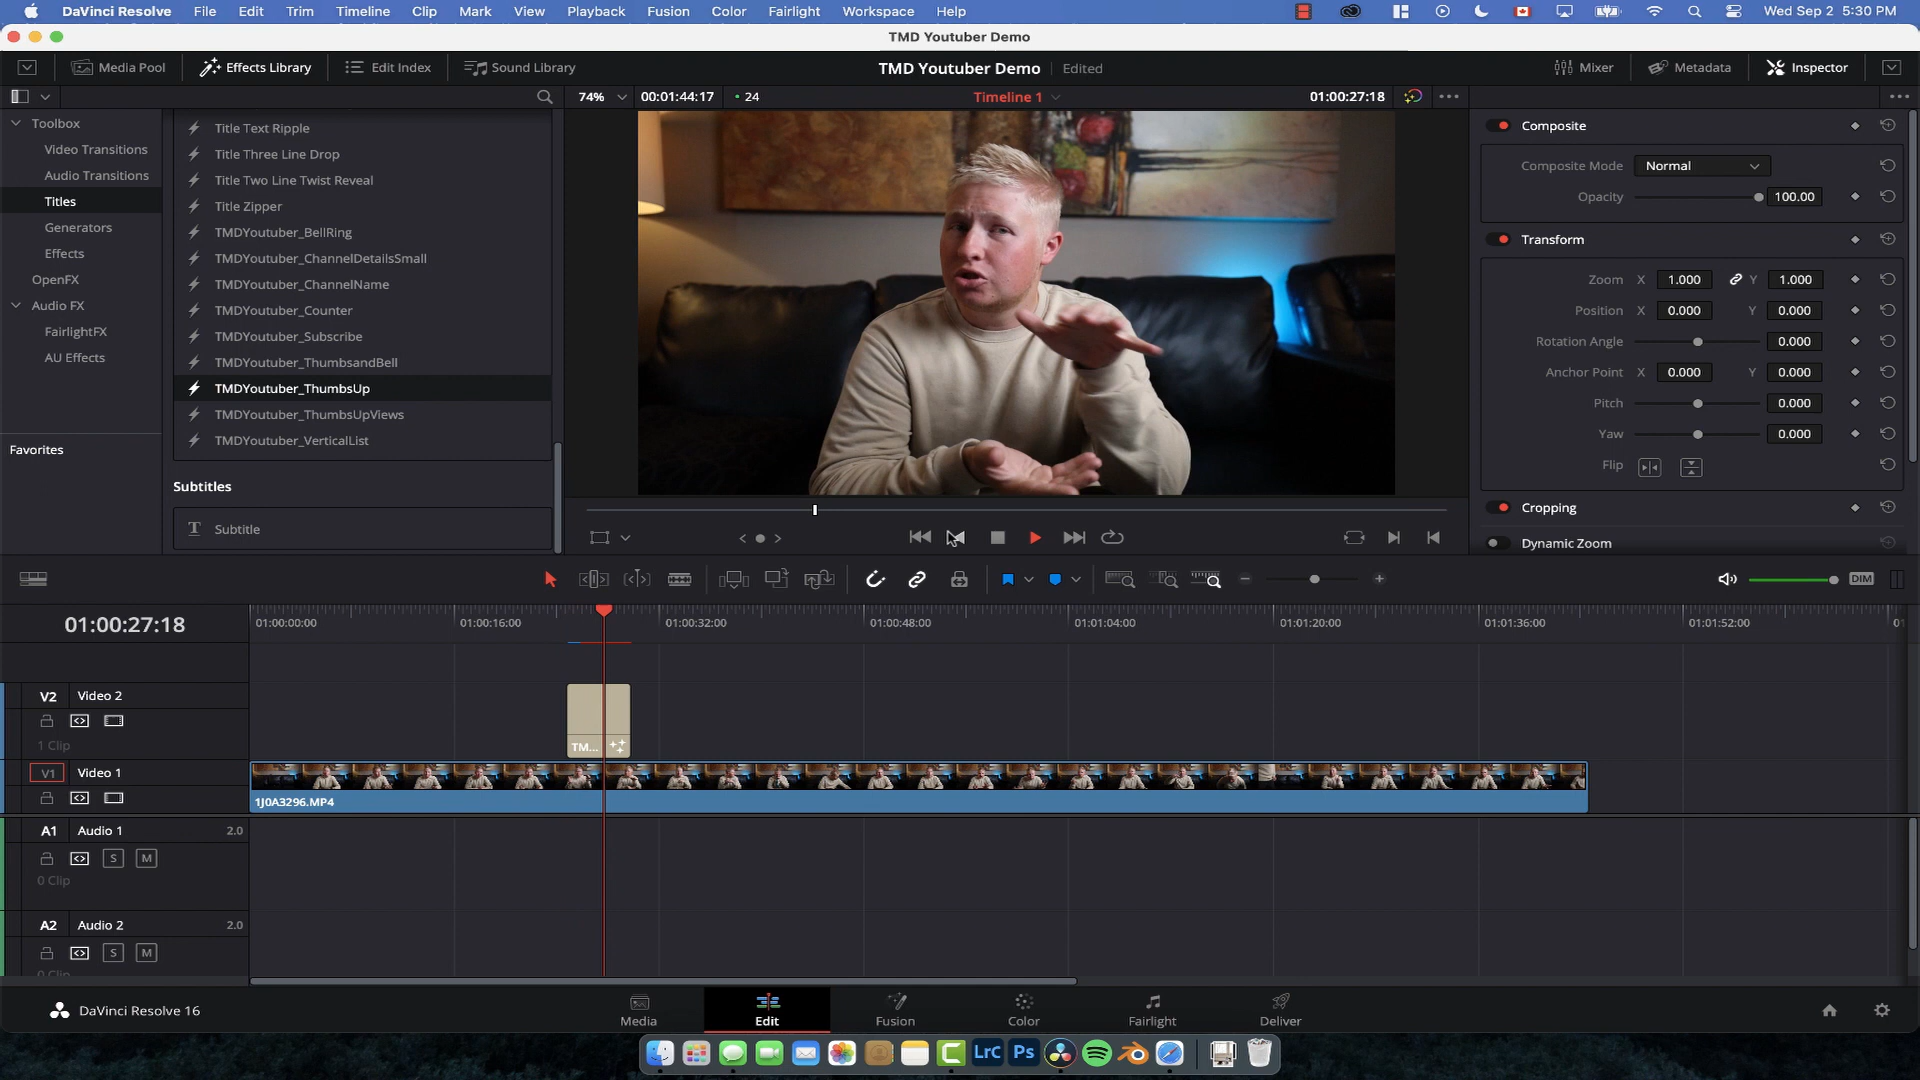 DaVinci Resolve File Edit Trim Timeline Clip Mark View Playback Fusion Color Fairlight Workspace Help Wed Sep 2 5:30 PM
TMD Youtuber Demo
Media Pool Effects Library Edit Index Sound Library TMD Youtuber Demo Edited Mixer Metadata Inspector
74% 00:01:44:17 • 24 Timeline 1 01:00:27:18 •••  •••
Toolbox
Video Transitions
Audio Transitions
Titles
Generators
Effects
OpenFX
Audio FX
FairlightFX
AU Effects
Favorites
Title Text Ripple
Title Three Line Drop
Title Two Line Twist Reveal
Title Zipper
TMDYoutuber_BellRing
TMDYoutuber_ChannelDetailsSmall
TMDYoutuber_ChannelName
TMDYoutuber_Counter
TMDYoutuber_Subscribe
TMDYoutuber_ThumbsandBell
TMDYoutuber_ThumbsUp
TMDYoutuber_ThumbsUpViews
TMDYoutuber_VerticalList
Subtitles
T Subtitle
Composite
Composite Mode Normal
Opacity 100.00
Transform
Zoom X 1.000 Y 1.000
Position X 0.000 Y 0.000
Rotation Angle 0.000
Anchor Point X 0.000 Y 0.000
Pitch 0.000
Yaw 0.000
Flip
Cropping
Dynamic Zoom
DIM
01:00:27:18 01:00:00:00 01:00:16:00 01:00:32:00 01:00:48:00 01:01:04:00 01:01:20:00 01:01:36:00 01:01:52:00
V2 Video 2
1 Clip
TM...
V1 Video 1
1J0A3296.MP4
A1 Audio 1 2.0
S M
0 Clip
A2 Audio 2 2.0
S M
0 Clip
DaVinci Resolve 16 Media Edit Fusion Color Fairlight Deliver
LrC Ps